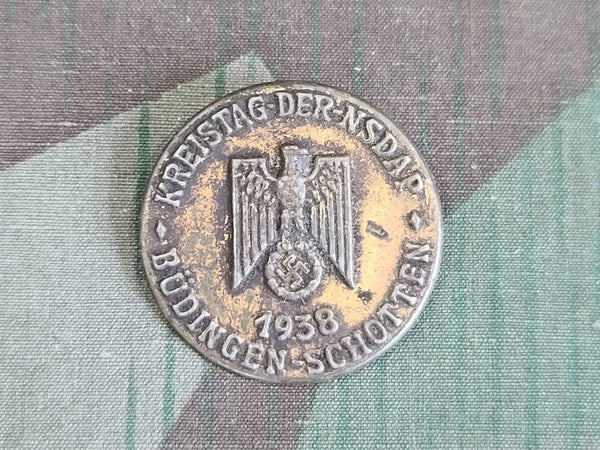 KREISTAG·DER·NSDAP
1938
BÜDINGEN-SCHOTTEN